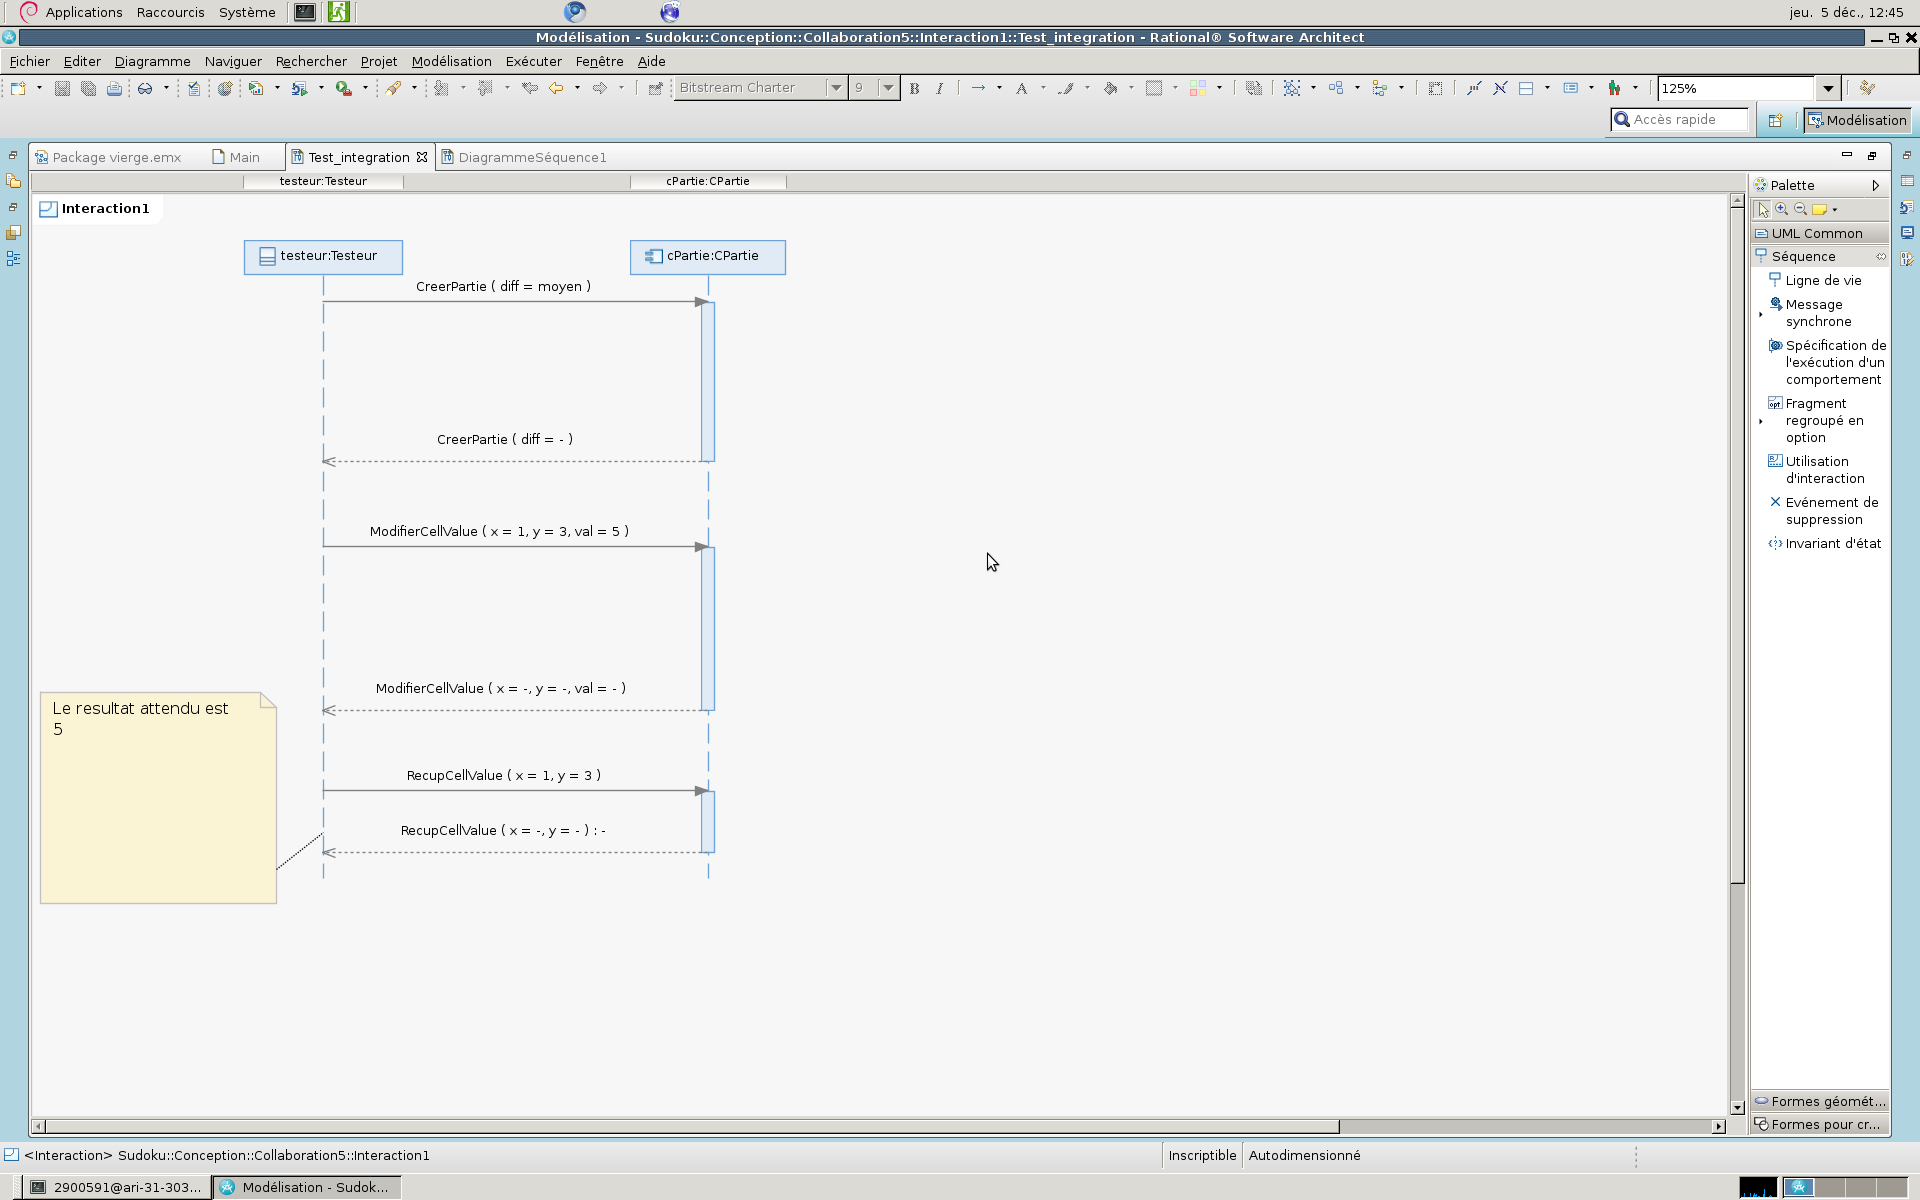 Applications Raccourcis Système jeu. 5 déc., 12:45
Modélisation - Sudoku::Conception::Collaboration5::Interaction1::Test_integration - Rational® Software Architect
Fichier Editer Diagramme Naviguer Rechercher Projet Modélisation Exécuter Fenêtre Aide
Bitstream Charter 9 B I A 125%
Accès rapide Modélisation
Package vierge.emx Main Test_integration DiagrammeSéquence1
testeur:Testeur cPartie:CPartie
Interaction1
testeur:Testeur cPartie:CPartie
CreerPartie ( diff = moyen )
CreerPartie ( diff = - )
ModifierCellValue ( x = 1, y = 3, val = 5 )
ModifierCellValue ( x = -, y = -, val = - )
Le resultat attendu est
5
RecupCellValue ( x = 1, y = 3 )
RecupCellValue ( x = -, y = - ) : -
Palette
UML Common
Séquence
Ligne de vie
Message
synchrone
Spécification de
l'exécution d'un
comportement
Fragment
regroupé en
option
Utilisation
d'interaction
Evénement de
suppression
Invariant d'état
Formes géomét...
Formes pour cr...
<Interaction> Sudoku::Conception::Collaboration5::Interaction1 Inscriptible Autodimensionné
2900591@ari-31-303... Modélisation - Sudok...